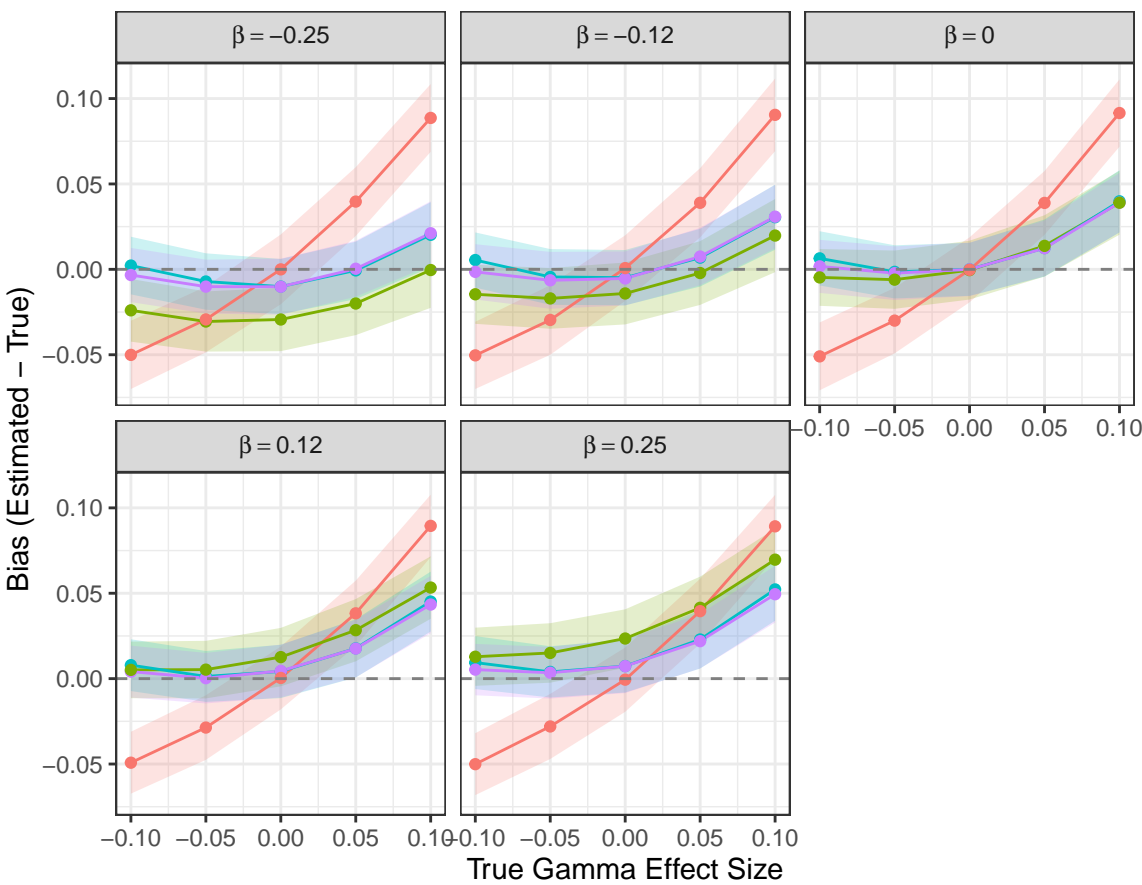 β = −0.25
β = −0.12
β = 0
0.10
0.05
0.00
−0.05
−0.10 −0.05 0.00 0.05 0.10
β = 0.12
β = 0.25
0.10
0.05
0.00
−0.05
−0.10 −0.05 0.00 0.05 0.10
−0.10 −0.05 0.00 0.05 0.10
True Gamma Effect Size
Bias (Estimated − True)